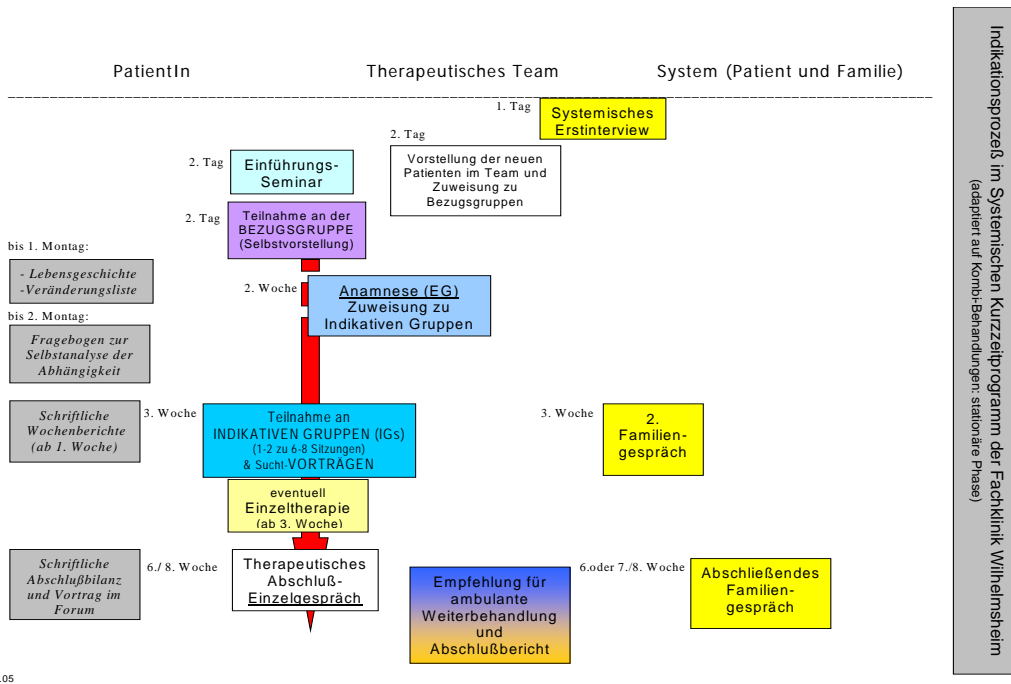 PatientIn
Therapeutisches Team
System (Patient und Familie)
1. Tag
Systemisches
Erstinterview
2. Tag
Vorstellung der neuen
Patienten im Team und
Zuweisung zu
Bezugsgruppen
2. Tag
Einführungs-
Seminar
2. Tag
Teilnahme an der
BEZUGSGRUPPE
(Selbstvorstellung)
bis 1. Montag:
- Lebensgeschichte
-Veränderungsliste
2. Woche
Anamnese (EG)
Zuweisung zu
Indikativen Gruppen
bis 2. Montag:
Fragebogen zur
Selbstanalyse der
Abhängigkeit
Schriftliche
Wochenberichte
(ab 1. Woche)
3. Woche
Teilnahme an
INDIKATIVEN GRUPPEN (IGs)
(1-2 zu 6-8 Sitzungen)
& Sucht-VORTRÄGEN
3. Woche
2.
Familien-
gespräch
eventuell
Einzeltherapie
(ab 3. Woche)
Schriftliche
Abschlußbilanz
und Vortrag im
Forum
6./ 8. Woche
Therapeutisches
Abschluß-
Einzelgespräch
Empfehlung für
ambulante
Weiterbehandlung
und
Abschlußbericht
6.oder 7./8. Woche
Abschließendes
Familien-
gespräch
Indikationsprozeß im Systemischen Kurzzeitprogramm der Fachklinik Wilhelmsheim
(adaptiert auf Kombi-Behandlungen: stationäre Phase)
.05